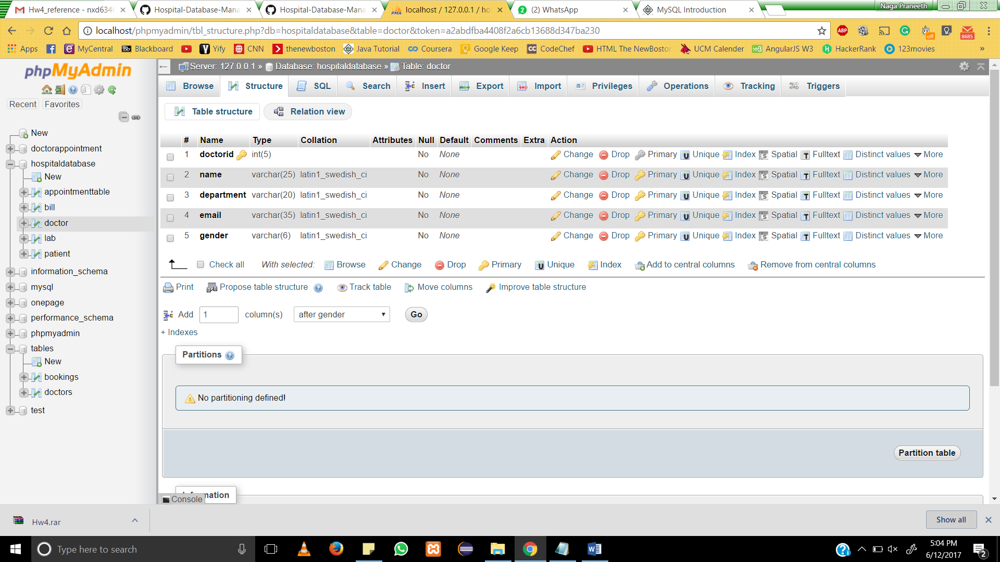 Hw4_reference - nxd6346
Hospital-Database-Mana
Hospital-Database-Mana
localhost / 127.0.0.1 / ho
(2) WhatsApp
MySQL Introduction
Naga Praneeth
localhost/phpmyadmin/tbl_structure.php?db=hospitaldatabase&table=doctor&token=a2abdfba4408f2a6cb13688d347ba230
ABP
off
8685
Apps MyCentral Bb Blackboard Yify CNN thenewboston Java Tutorial Coursera Google Keep CC CodeChef HTML The NewBosto UCM Calender w3 AngularJS W3 HackerRank 123movies »
phpMyAdmin
Recent Favorites
New
doctorappointment
hospitaldatabase
New
appointmenttable
bill
doctor
lab
patient
information_schema
mysql
onepage
performance_schema
phpmyadmin
tables
New
bookings
doctors
test
Server: 127.0.0.1 » Database: hospitaldatabase » Table: doctor
Browse Structure SQL Search Insert Export Import Privileges Operations Tracking Triggers
Table structure Relation view
# Name Type Collation Attributes Null Default Comments Extra Action
1 doctorid int(5) No None Change Drop Primary Unique Index Spatial Fulltext Distinct values More
2 name varchar(25) latin1_swedish_ci No None Change Drop Primary Unique Index Spatial Fulltext Distinct values More
3 department varchar(20) latin1_swedish_ci No None Change Drop Primary Unique Index Spatial Fulltext Distinct values More
4 email varchar(35) latin1_swedish_ci No None Change Drop Primary Unique Index Spatial Fulltext Distinct values More
5 gender varchar(6) latin1_swedish_ci No None Change Drop Primary Unique Index Spatial Fulltext Distinct values More
Check all With selected: Browse Change Drop Primary Unique Index Add to central columns Remove from central columns
Print Propose table structure Track table Move columns Improve table structure
Add 1 column(s) after gender Go
+ Indexes
Partitions
No partitioning defined!
Partition table
Console
mation
Hw4.rar
Show all
Type here to search
5:04 PM
6/12/2017
2